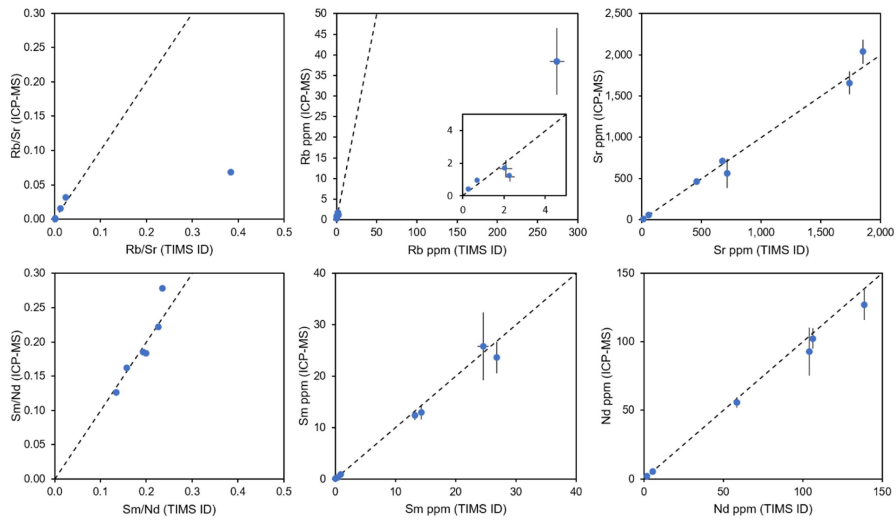 0.30
0.25
0.20
0.15
0.10
0.05
0.00
Rb/Sr (ICP-MS)
0.0 0.1 0.2 0.3 0.4 0.5
Rb/Sr (TIMS ID)
50
45
40
35
30
25
20
15
10
5
0
Rb ppm (ICP-MS)
4
2
0
0 2 4
0 50 100 150 200 250 300
Rb ppm (TIMS ID)
2,500
2,000
1,500
1,000
500
0
Sr ppm (ICP-MS)
0 500 1,000 1,500 2,000
Sr ppm (TIMS ID)
0.30
0.25
0.20
0.15
0.10
0.05
0.00
Sm/Nd (ICP-MS)
0.0 0.1 0.2 0.3 0.4 0.5
Sm/Nd (TIMS ID)
40
30
20
10
0
Sm ppm (ICP-MS)
0 10 20 30 40
Sm ppm (TIMS ID)
150
100
50
0
Nd ppm (ICP-MS)
0 50 100 150
Nd ppm (TIMS ID)